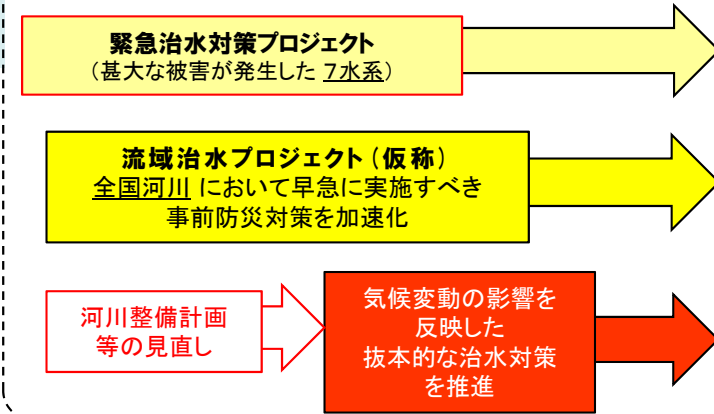 緊急治水対策プロジェクト
（甚大な被害が発生した 7水系）
流域治水プロジェクト（仮称）
全国河川 において早急に実施すべき
事前防災対策を加速化
河川整備計画
等の見直し
気候変動の影響を
反映した
抜本的な治水対策
を推進